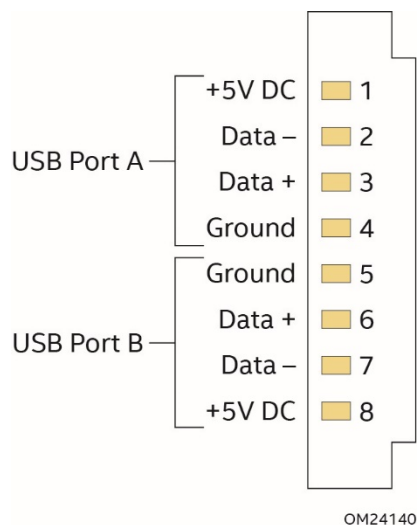 +5V DC 1
Data – 2
USB Port A
Data + 3
Ground 4
Ground 5
Data + 6
USB Port B
Data – 7
+5V DC 8
OM24140